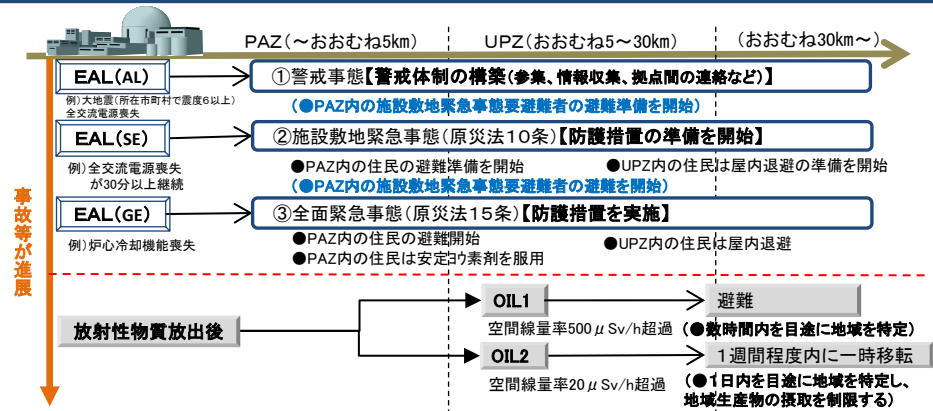 PAZ(～おおむね5km)
UPZ(おおむね5～30km)
(おおむね30km～)
EAL(AL)
①警戒事態【警戒体制の構築(参集、情報収集、拠点間の連絡など)】
例)大地震(所在市町村で震度6以上)
全交流電源喪失
(●PAZ内の施設敷地緊急事態要避難者の避難準備を開始)
EAL(SE)
②施設敷地緊急事態(原災法10条)【防護措置の準備を開始】
例)全交流電源喪失
が30分以上継続
●PAZ内の住民の避難準備を開始
●UPZ内の住民は屋内退避の準備を開始
(●PAZ内の施設敷地緊急事態要避難者の避難を開始)
EAL(GE)
③全面緊急事態(原災法15条)【防護措置を実施】
例)炉心冷却機能喪失
●PAZ内の住民の避難開始
●UPZ内の住民は屋内退避
●PAZ内の住民は安定ﾖｳ素剤を服用
事故等が進展
放射性物質放出後
OIL1
避難
空間線量率500μSv/h超過
(●数時間内を目途に地域を特定)
OIL2
1週間程度内に一時移転
空間線量率20μSv/h超過
(●1日内を目途に地域を特定し、
地域生産物の摂取を制限する)